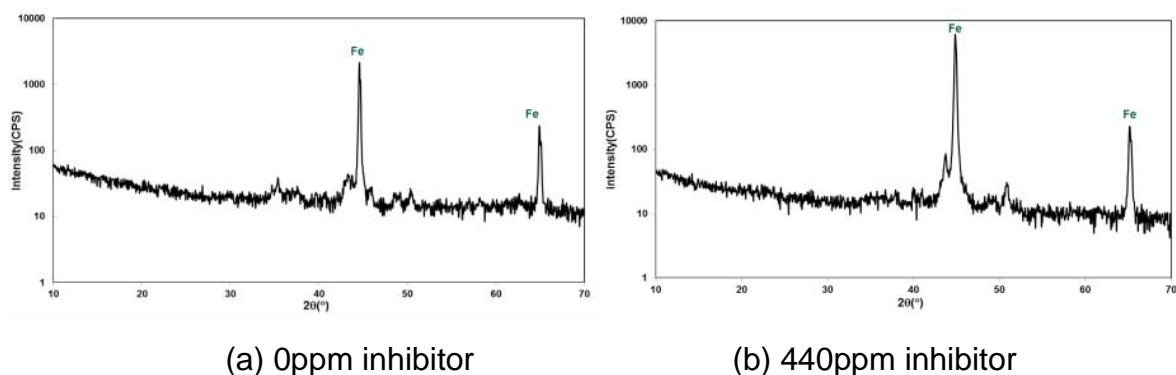 10000
1000
100
10
1
Intensity(CPS)
Fe
Fe
10 20 30 40 50 60 70
2θ(°)
(a) 0ppm inhibitor
10000
1000
100
10
1
Intensity(CPS)
Fe
Fe
10 20 30 40 50 60 70
2θ(°)
(b) 440ppm inhibitor